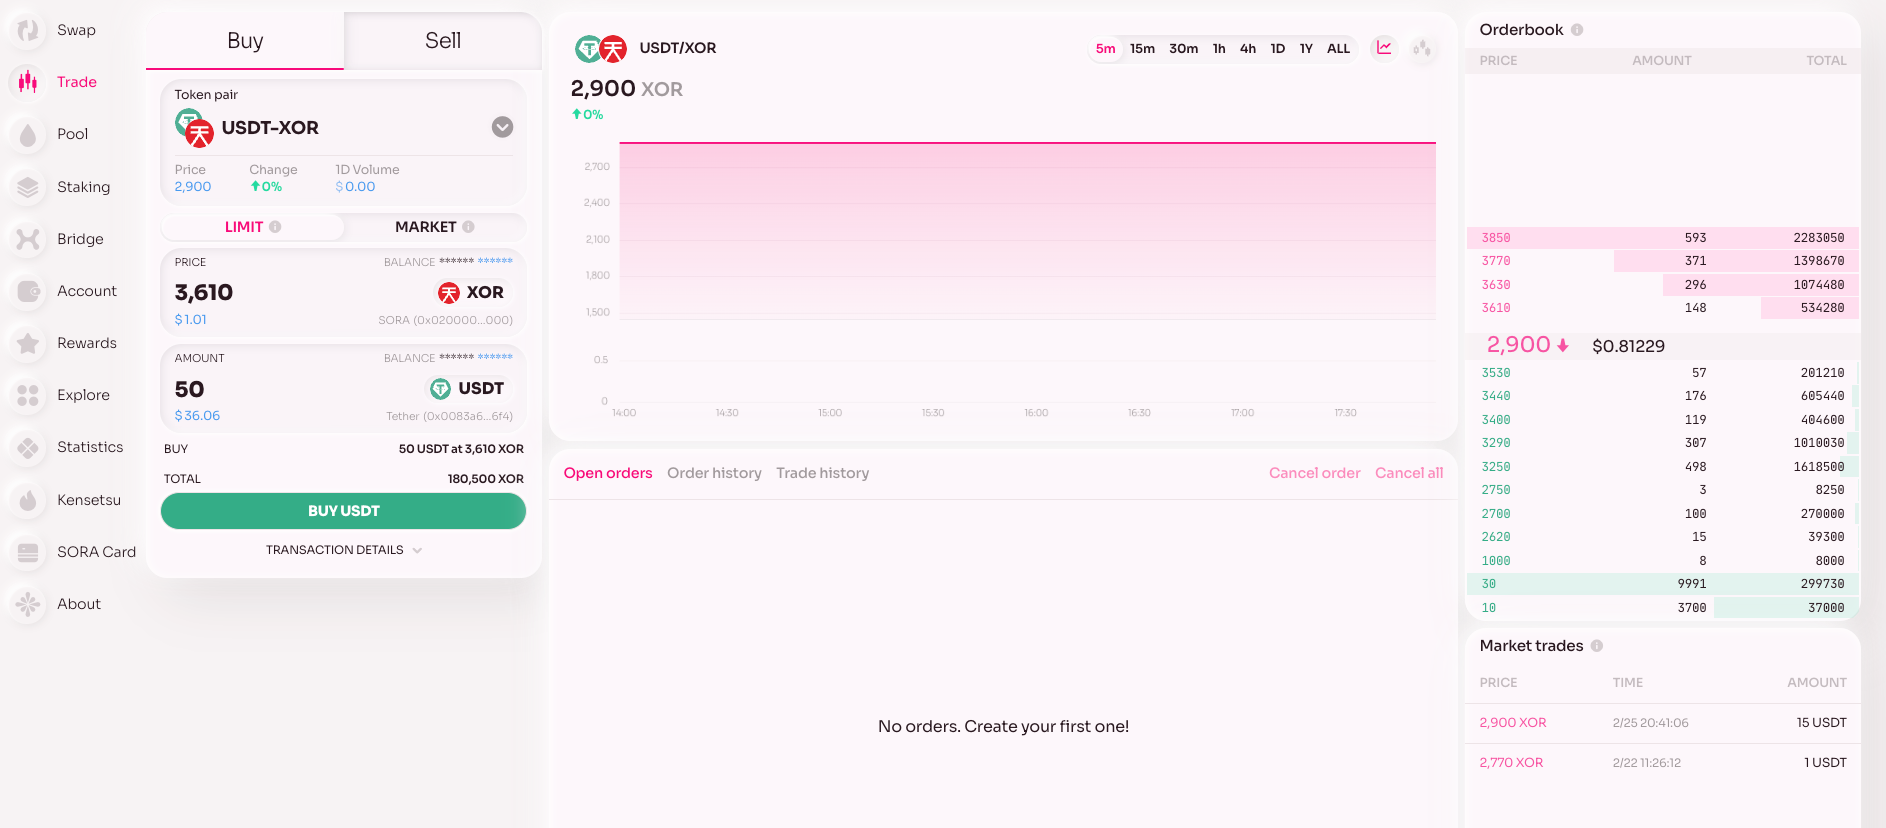 Swap
Trade
Pool
Staking
Bridge
Account
Rewards
Explore
Statistics
Kensetsu
SORA Card
About
Buy
Sell
Token pair
USDT-XOR
Price Change 1D Volume
2,900 0% $0.00
LIMIT MARKET
PRICE BALANCE ****** ******
3,610 XOR
$1.01 SORA (0x020000...000)
AMOUNT BALANCE ****** ******
50 USDT
$36.06 Tether (0x0083a6...6f4)
BUY 50 USDT at 3,610 XOR
TOTAL 180,500 XOR
BUY USDT
TRANSACTION DETAILS
USDT/XOR
5m 15m 30m 1h 4h 1D 1Y ALL
2,900 XOR
0%
2,700
2,400
2,100
1,800
1,500
0.5
0
14:00 14:30 15:00 15:30 16:00 16:30 17:00 17:30
Open orders Order history Trade history Cancel order Cancel all
No orders. Create your first one!
Orderbook
PRICE AMOUNT TOTAL
3850 593 2283050
3770 371 1398670
3630 296 1074480
3610 148 534280
2,900 $0.81229
3530 57 201210
3440 176 605440
3400 119 404600
3290 307 1010030
3250 498 1618500
2750 3 8250
2700 100 270000
2620 15 39300
1000 8 8000
30 9991 299730
10 3700 37000
Market trades
PRICE TIME AMOUNT
2,900 XOR 2/25 20:41:06 15 USDT
2,770 XOR 2/22 11:26:12 1 USDT